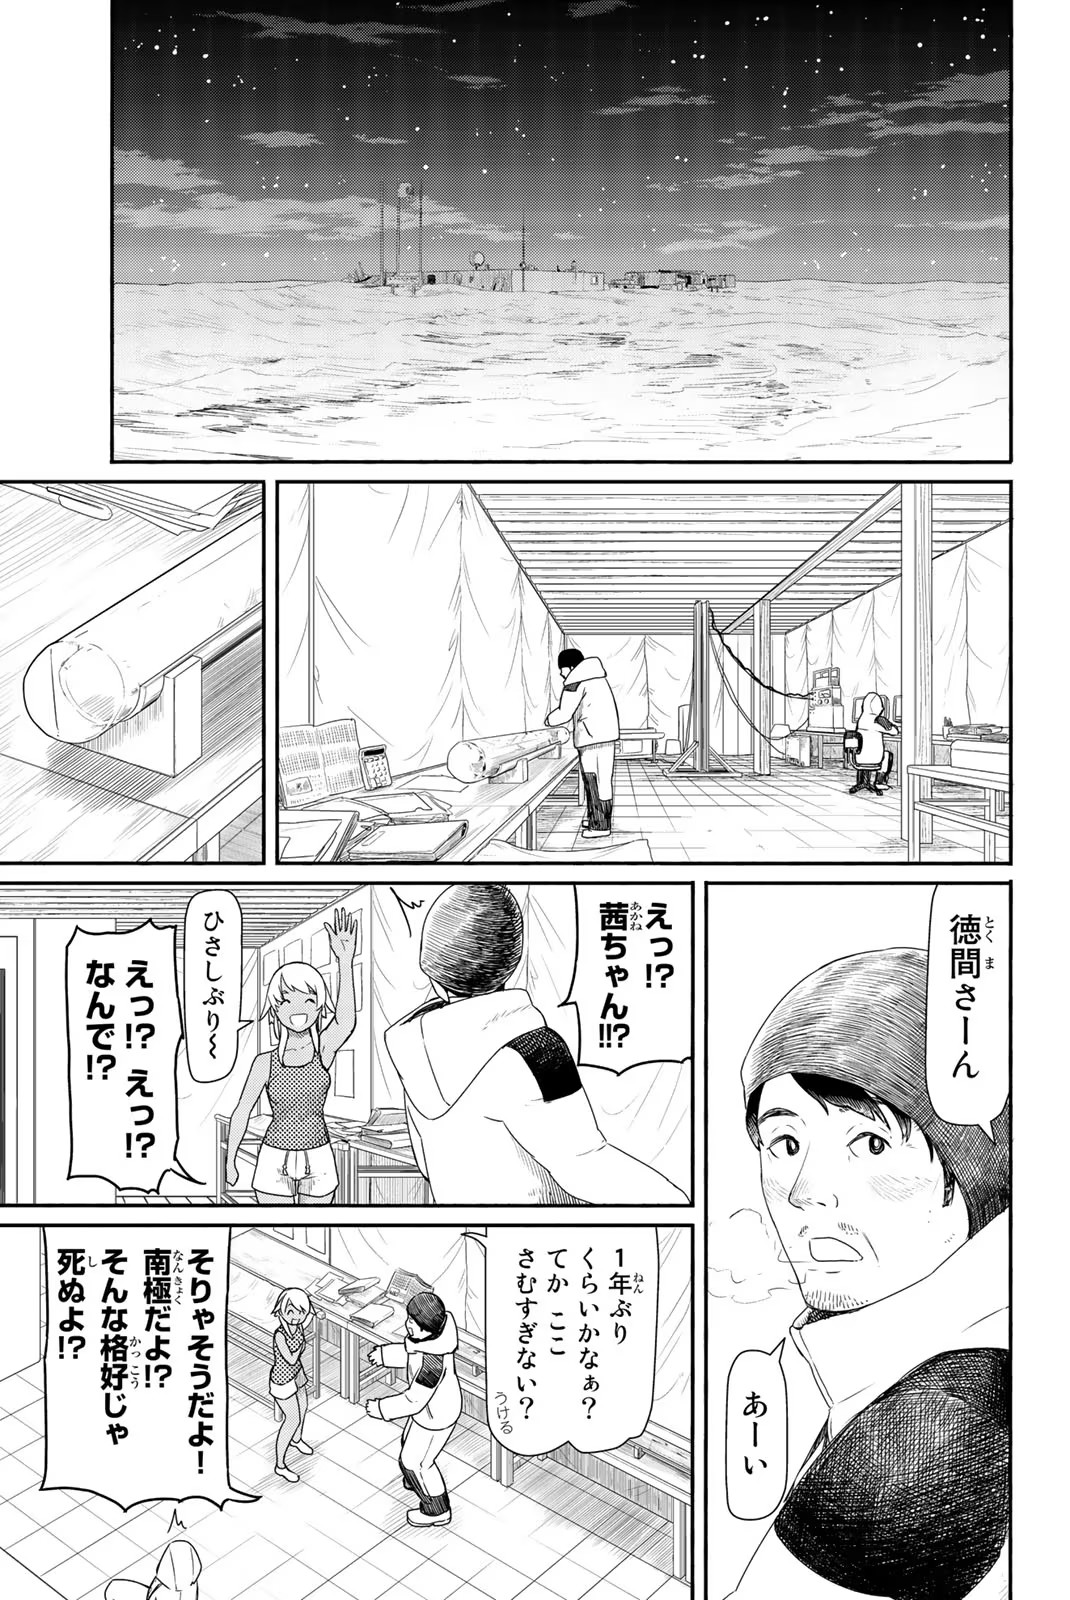 徳間さーん
あーい
えっ!?
茜ちゃん!!?
ひさしぶり〜
えっ!? えっ!?
なんで!?
1年ぶり
くらいかなぁ?
てか ここ
さむすぎない?
うける
そりゃそうだよ!
南極だよ!?
そんな格好じゃ
死ぬよ!?